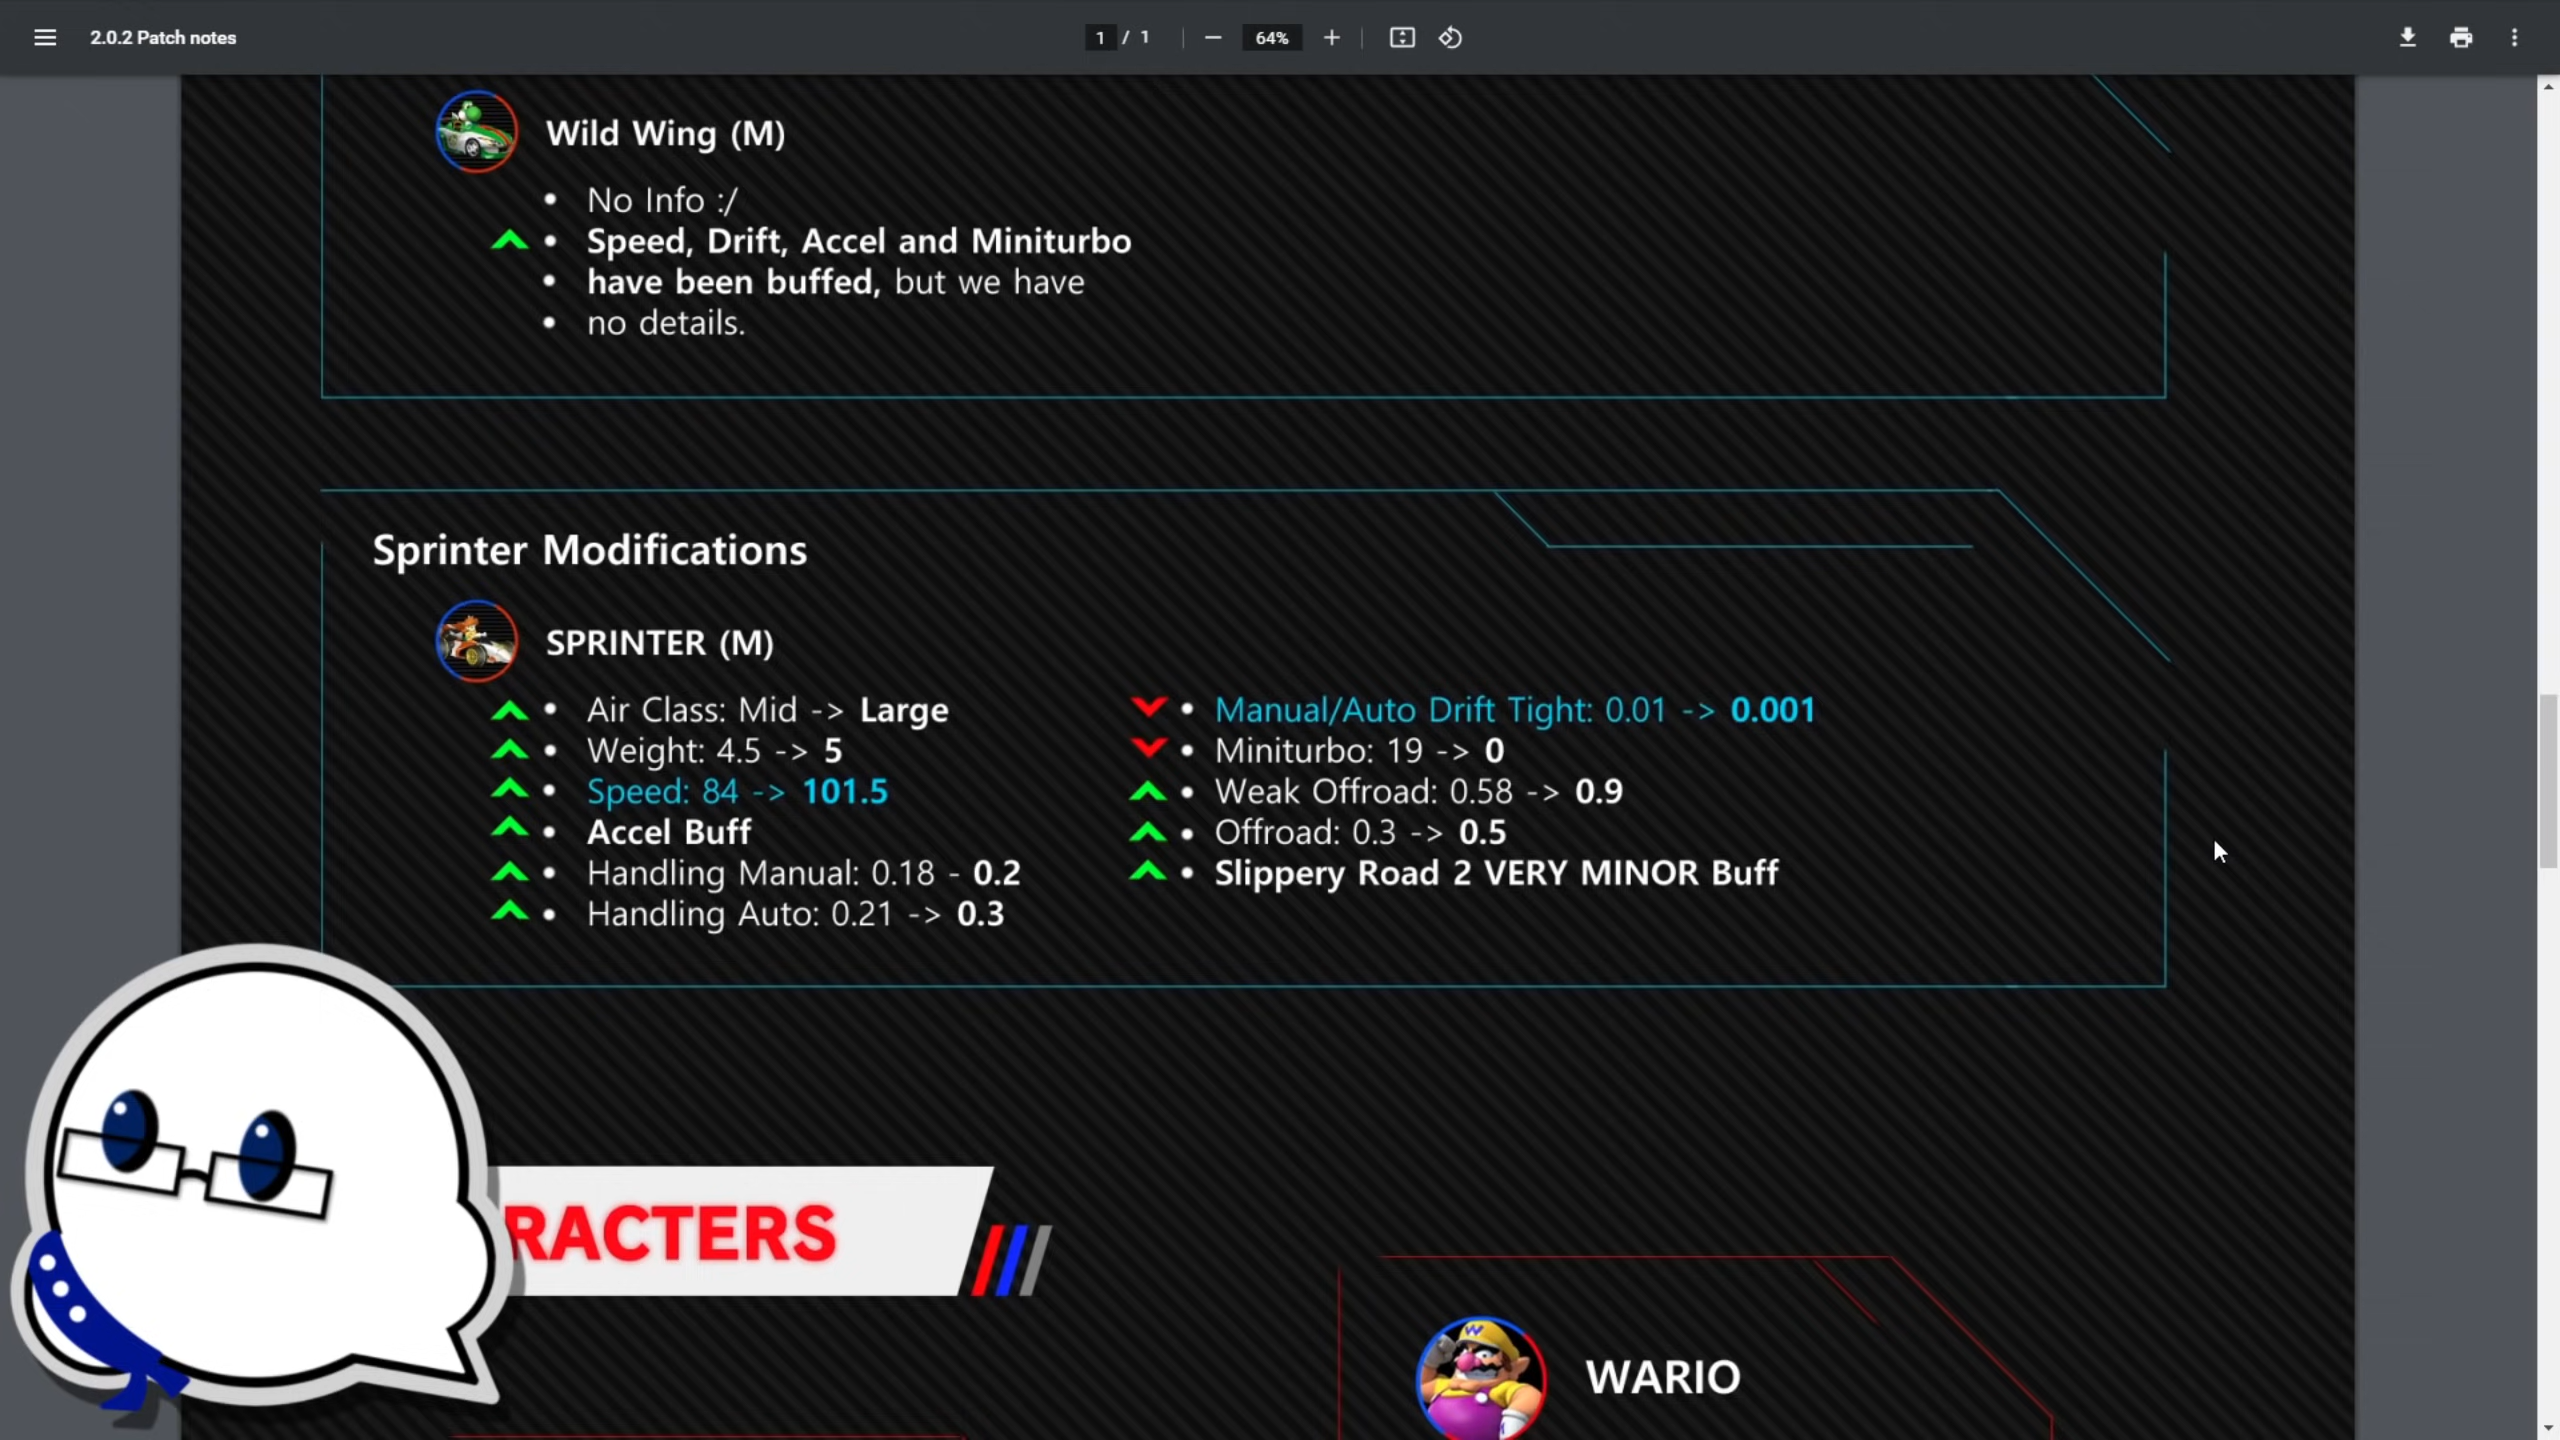 2.0.2 Patch notes
1 / 1
64%
Wild Wing (M)
• No Info :/
• Speed, Drift, Accel and Miniturbo
• have been buffed, but we have
• no details.
Sprinter Modifications
SPRINTER (M)
• Air Class: Mid -> Large
• Weight: 4.5 -> 5
• Speed: 84 -> 101.5
• Accel Buff
• Handling Manual: 0.18 - 0.2
• Handling Auto: 0.21 -> 0.3
• Manual/Auto Drift Tight: 0.01 -> 0.001
• Miniturbo: 19 -> 0
• Weak Offroad: 0.58 -> 0.9
• Offroad: 0.3 -> 0.5
• Slippery Road 2 VERY MINOR Buff
RACTERS
WARIO